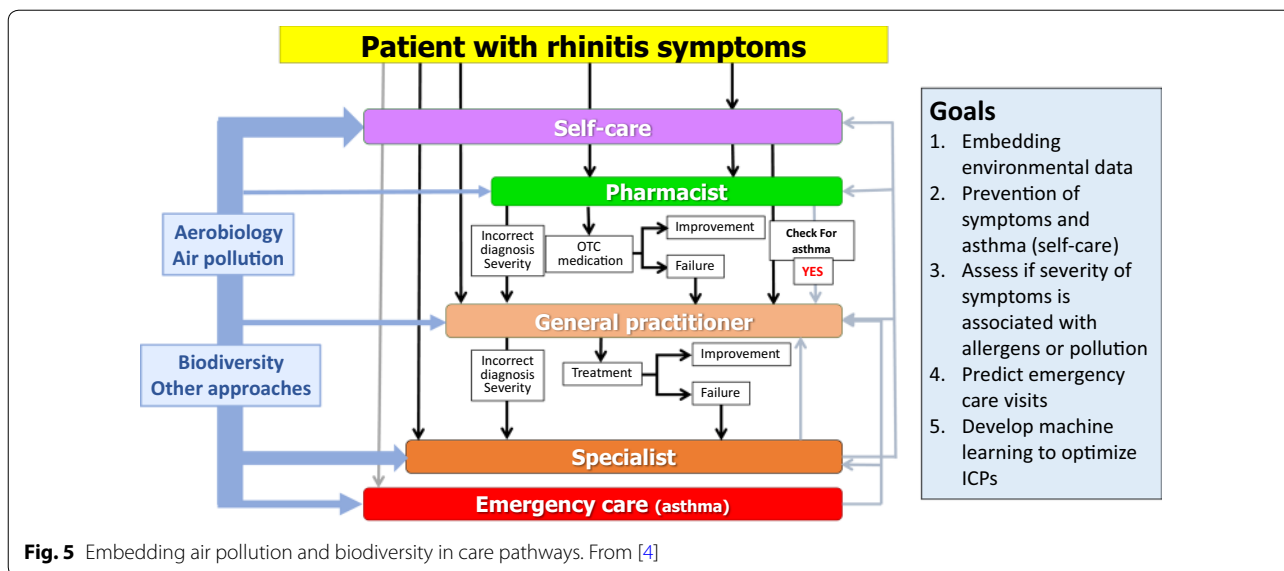 Patient with rhinitis symptoms
Self-care
Pharmacist
Incorrect
diagnosis
Severity
OTC
medication
Improvement
Failure
Check For
asthma
YES
General practitioner
Incorrect
diagnosis
Severity
Treatment
Improvement
Failure
Specialist
Emergency care (asthma)
Aerobiology
Air pollution
Biodiversity
Other approaches
Goals
1. Embedding
environmental data
2. Prevention of
symptoms and
asthma (self-care)
3. Assess if severity of
symptoms is
associated with
allergens or pollution
4. Predict emergency
care visits
5. Develop machine
learning to optimize
ICPs
Fig. 5 Embedding air pollution and biodiversity in care pathways. From [4]